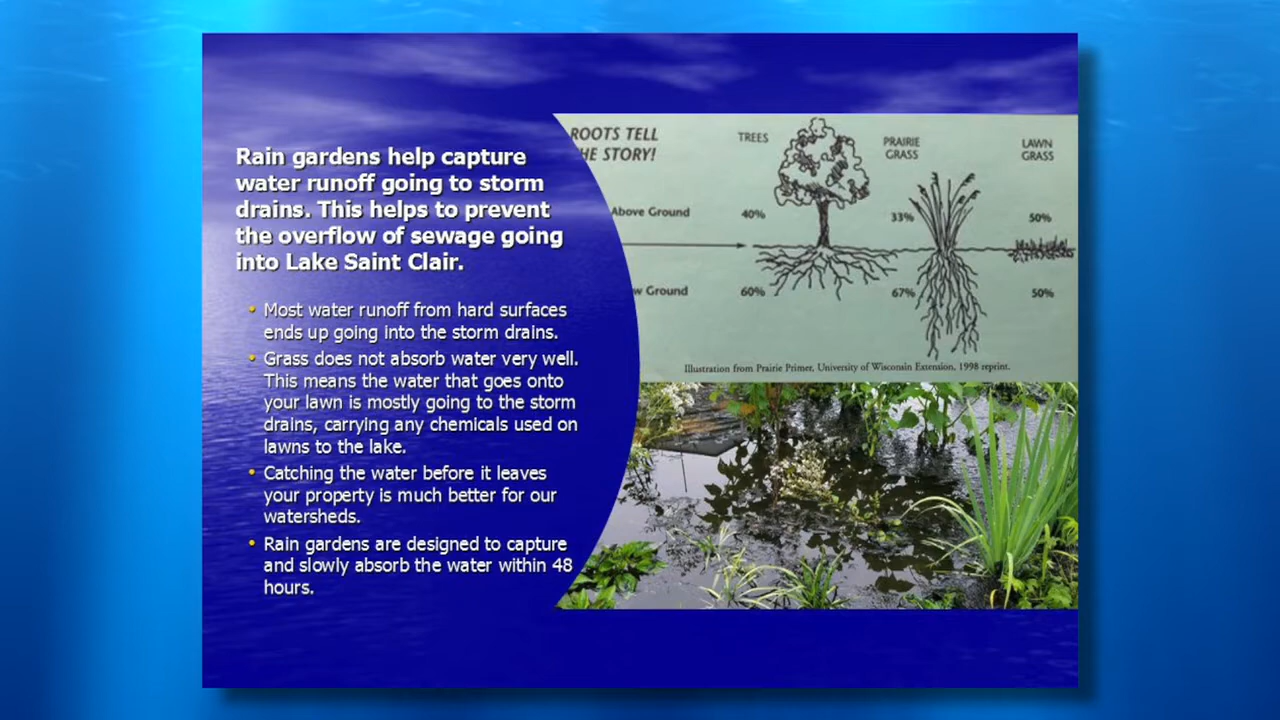 Rain gardens help capture
water runoff going to storm
drains. This helps to prevent
the overflow of sewage going
into Lake Saint Clair.
• Most water runoff from hard surfaces
ends up going into the storm drains.
• Grass does not absorb water very well.
This means the water that goes onto
your lawn is mostly going to the storm
drains, carrying any chemicals used on
lawns to the lake.
• Catching the water before it leaves
your property is much better for our
watersheds.
• Rain gardens are designed to capture
and slowly absorb the water within 48
hours.
ROOTS TELL
HE STORY!
TREES
PRAIRIE
GRASS
LAWN
GRASS
Above Ground
40%
33%
50%
w Ground
60%
67%
50%
Illustration from Prairie Primer, University of Wisconsin Extension, 1998 reprint.